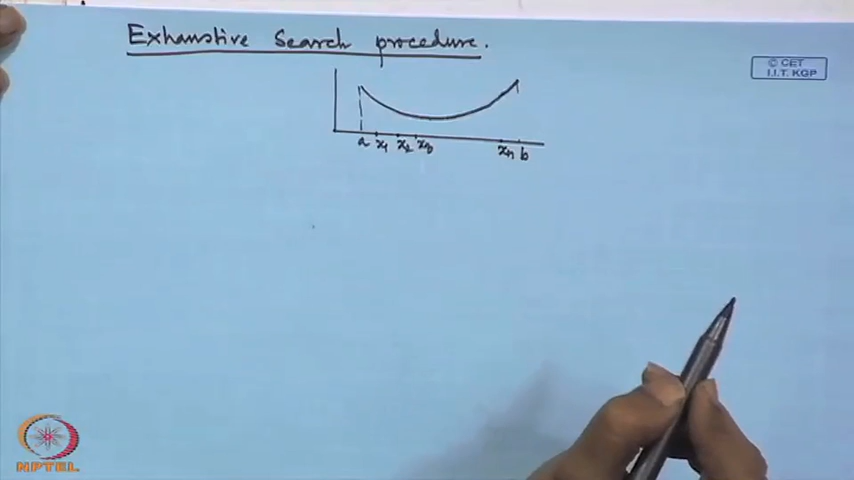 Exhaustive Search procedure.
© CET
I.I.T. KGP
a x₁ x₂ x₃ xₙ b
NPTEL